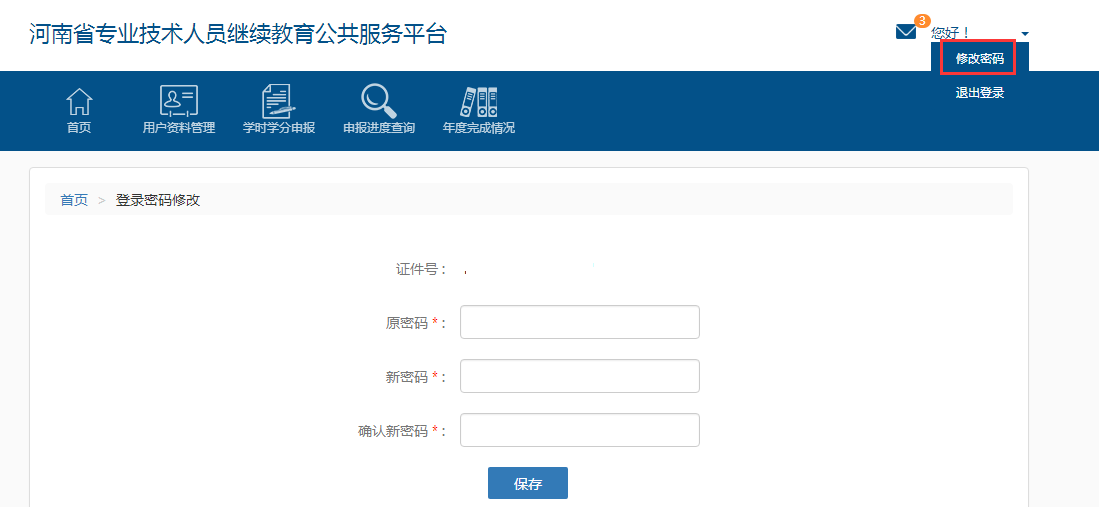 河南省专业技术人员继续教育公共服务平台
3
您好！
修改密码
退出登录
首页
用户资料管理
学时学分申报
申报进度查询
年度完成情况
首页 > 登录密码修改
证件号：
原密码 *：
新密码 *：
确认新密码 *：
保存